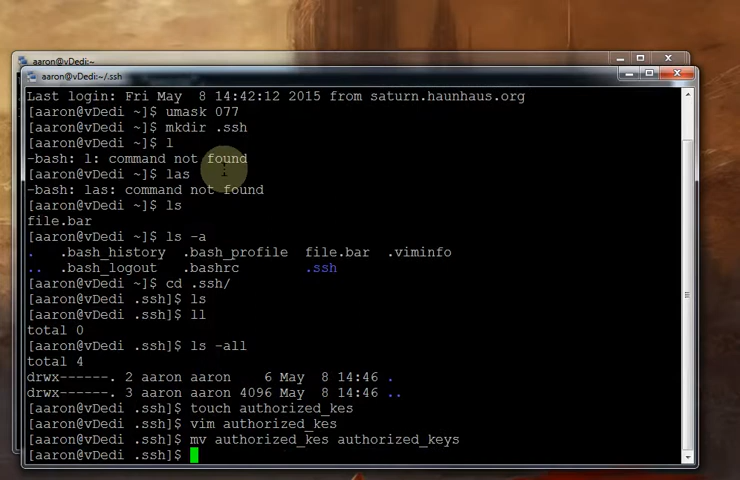 aaron@vDedi:~
aaron@vDedi:~/.ssh
Last login: Fri May  8 14:42:12 2015 from saturn.haunhaus.org
[aaron@vDedi ~]$ umask 077
[aaron@vDedi ~]$ mkdir .ssh
[aaron@vDedi ~]$ l
-bash: l: command not found
[aaron@vDedi ~]$ las
-bash: las: command not found
[aaron@vDedi ~]$ ls
file.bar
[aaron@vDedi ~]$ ls -a
.  .bash_history  .bash_profile  file.bar  .viminfo
..  .bash_logout   .bashrc        .ssh
[aaron@vDedi ~]$ cd .ssh/
[aaron@vDedi .ssh]$ ls
[aaron@vDedi .ssh]$ ll
total 0
[aaron@vDedi .ssh]$ ls -all
total 4
drwx------. 2 aaron aaron    6 May  8 14:46 .
drwx------. 3 aaron aaron 4096 May  8 14:46 ..
[aaron@vDedi .ssh]$ touch authorized_kes
[aaron@vDedi .ssh]$ vim authorized_kes
[aaron@vDedi .ssh]$ mv authorized_kes authorized_keys
[aaron@vDedi .ssh]$